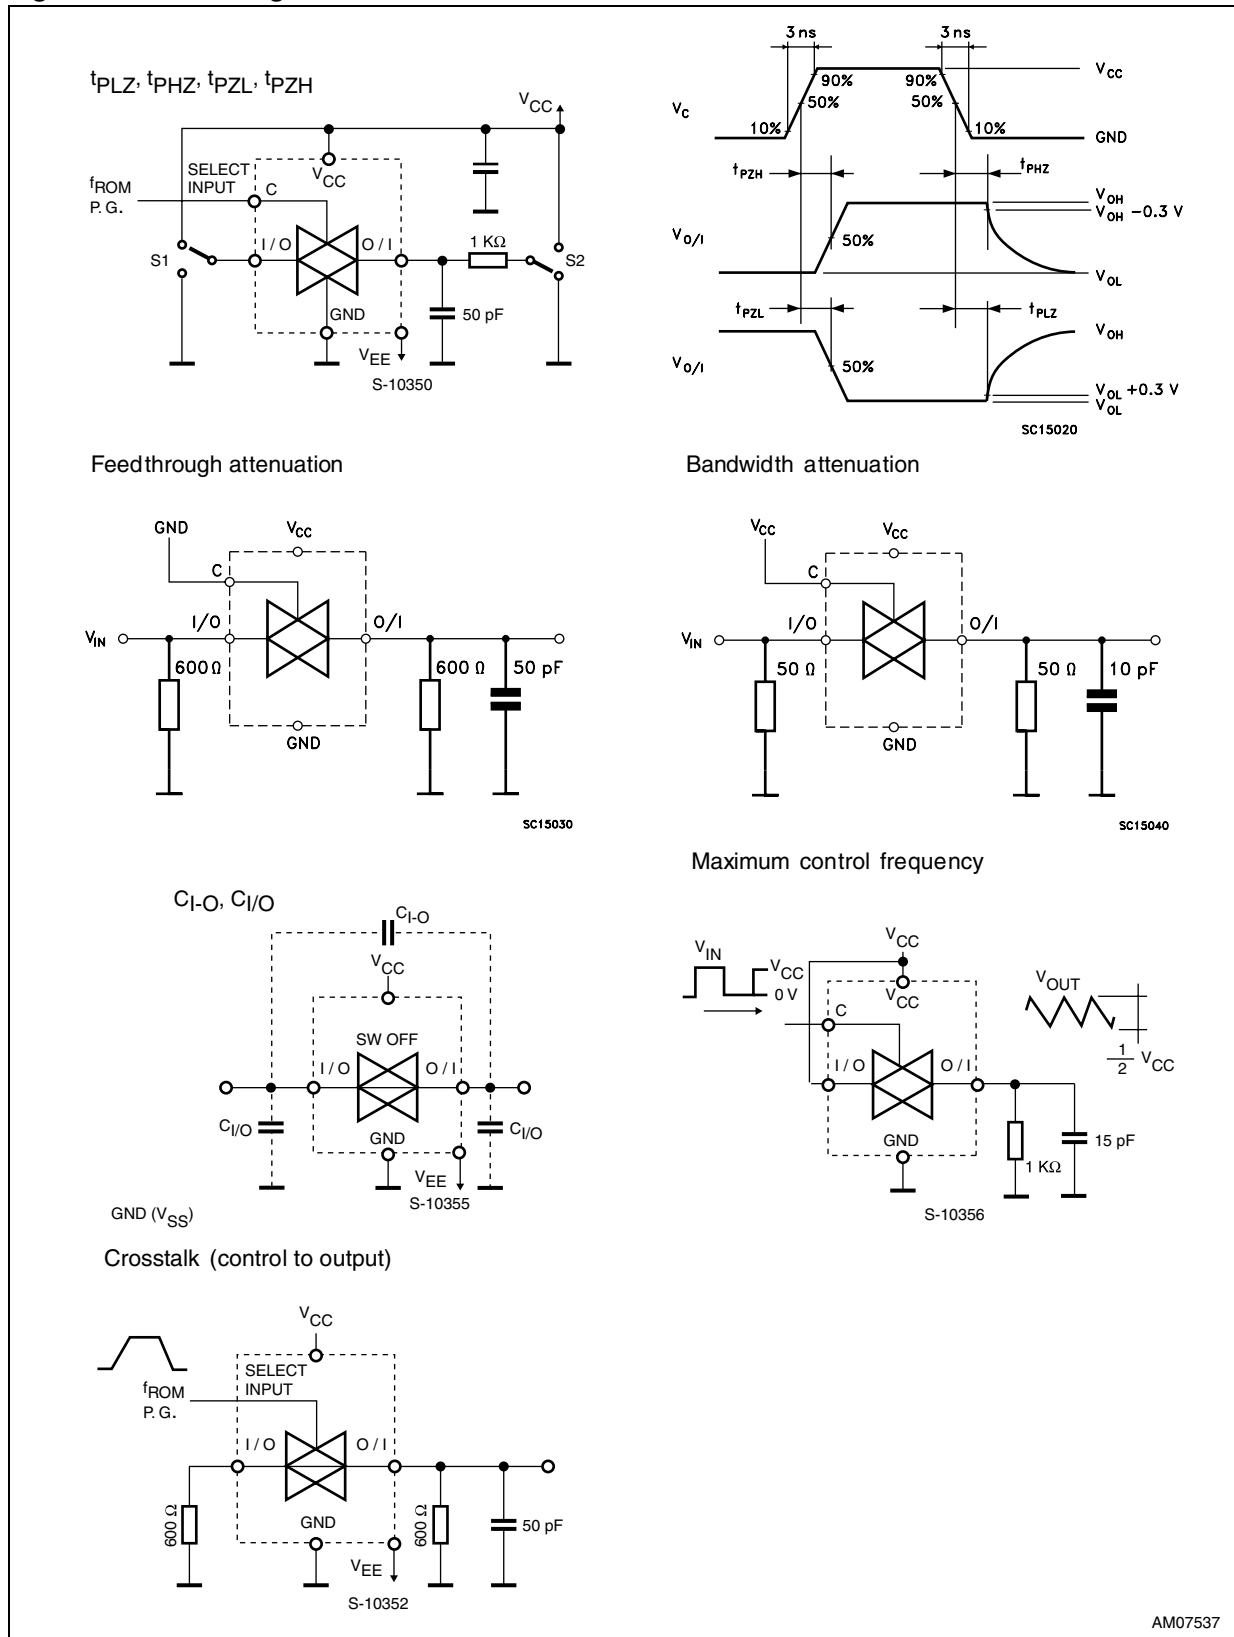 tPLZ, tPHZ, tPZL, tPZH
VCC
SELECT
INPUT
VCC
fROM
P. G.
C
I / O
O / I
1 KΩ
S1
S2
GND
50 pF
VEE
S-10350
3 ns
3 ns
VCC
90%
90%
VC
50%
50%
10%
10%
GND
tPZH
tPHZ
VOH
VOH −0.3 V
VO/I
50%
VOL
tPZL
tPLZ
VOH
VO/I
50%
VOL +0.3 V
VOL
SC15020
Feedthrough attenuation
GND
VCC
C
I/O
O/I
VIN
600 Ω
600 Ω
50 pF
GND
SC15030
Bandwidth attenuation
VCC
VCC
C
I/O
O/I
VIN
50 Ω
50 Ω
10 pF
GND
SC15040
CI-O, CI/O
CI-O
VCC
SW OFF
I / O
O / I
CI/O
CI/O
GND
VEE
S-10355
GND (VSS)
Maximum control frequency
VIN
VCC
VCC
0 V
VCC
VOUT
C
1/2 VCC
I / O
O / I
GND
1 KΩ
15 pF
S-10356
Crosstalk (control to output)
VCC
SELECT
INPUT
fROM
P. G.
I / O
O / I
600 Ω
GND
600 Ω
50 pF
VEE
S-10352
AM07537